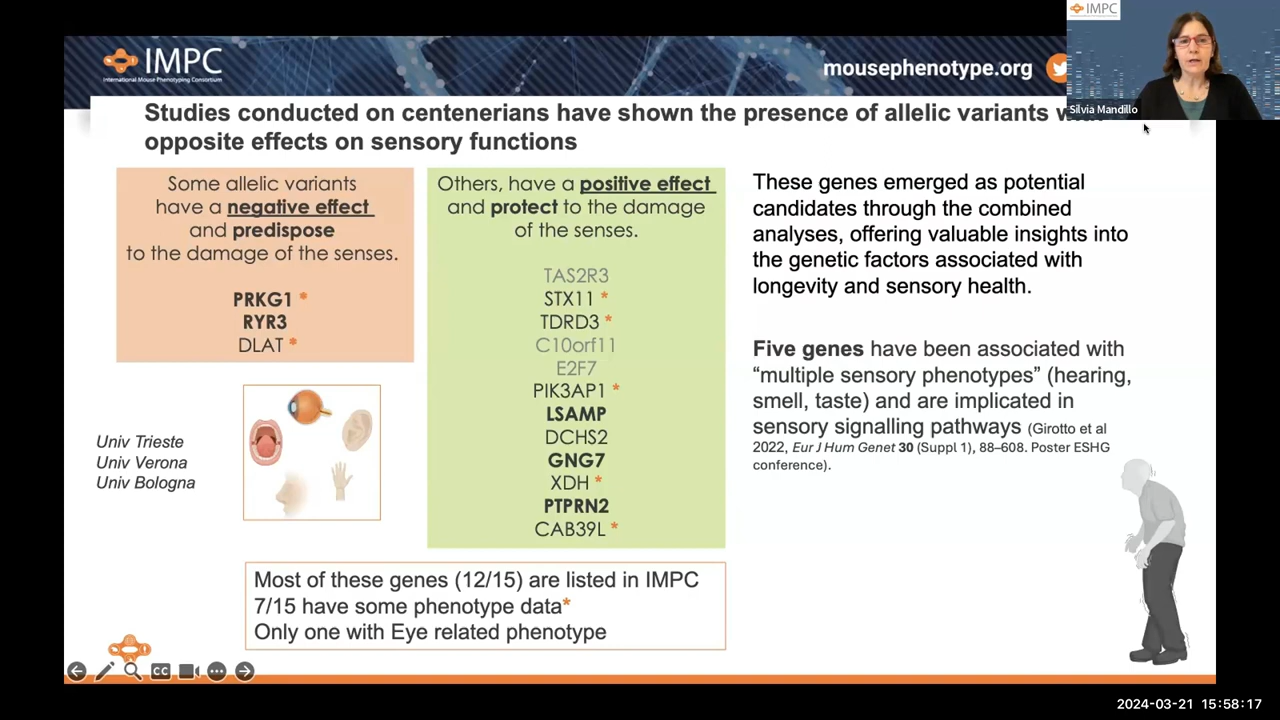 IMPC
International Mouse Phenotyping Consortium
mousephenotype.org
IMPC
Silvia Mandillo
Studies conducted on centenerians have shown the presence of allelic variants
opposite effects on sensory functions
Some allelic variants
have a negative effect
and predispose
to the damage of the senses.
PRKG1 *
RYR3
DLAT *
Others, have a positive effect
and protect to the damage
of the senses.
TAS2R3
STX11 *
TDRD3 *
C10orf11
E2F7
PIK3AP1 *
LSAMP
DCHS2
GNG7
XDH *
PTPRN2
CAB39L *
These genes emerged as potential
candidates through the combined
analyses, offering valuable insights into
the genetic factors associated with
longevity and sensory health.
Five genes have been associated with
“multiple sensory phenotypes” (hearing,
smell, taste) and are implicated in
sensory signalling pathways (Girotto et al
2022, Eur J Hum Genet 30 (Suppl 1), 88–608. Poster ESHG
conference).
Univ Trieste
Univ Verona
Univ Bologna
Most of these genes (12/15) are listed in IMPC
7/15 have some phenotype data*
Only one with Eye related phenotype
CC
2024-03-21 15:58:17